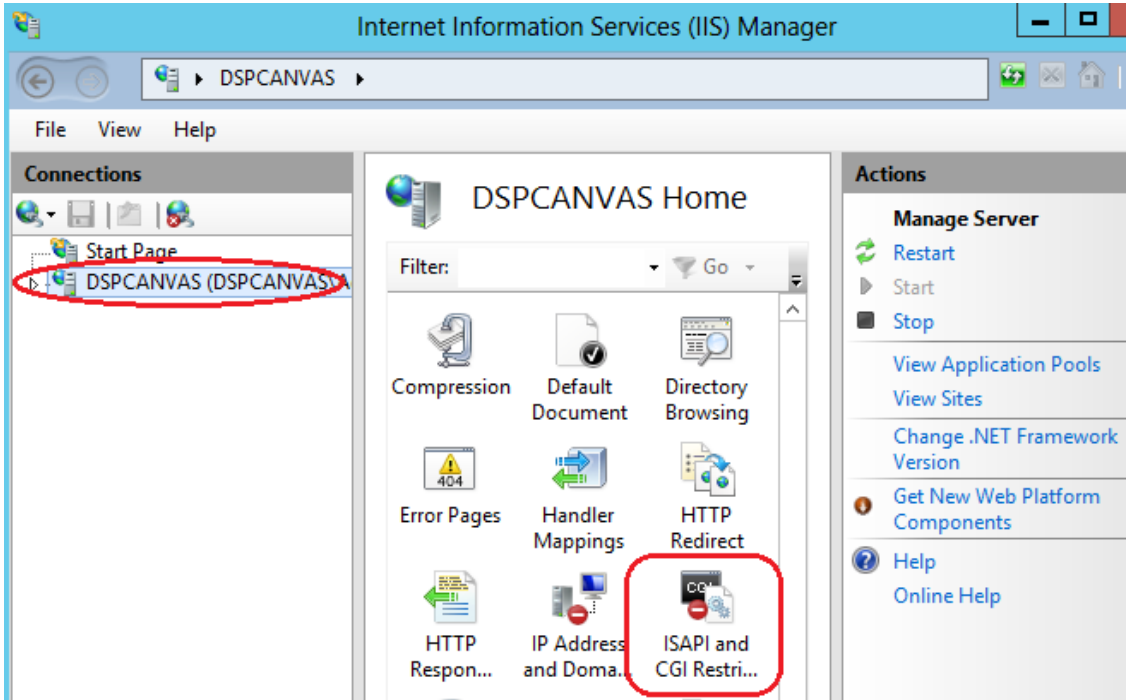 Internet Information Services (IIS) Manager
DSPCANVAS
File View Help
Connections
Start Page
DSPCANVAS (DSPCANVAS\A
DSPCANVAS Home
Filter: Go
Compression
Default
Document
Directory
Browsing
404
Error Pages
Handler
Mappings
HTTP
Redirect
HTTP
Respon...
IP Address
and Doma...
CGI
ISAPI and
CGI Restri...
Actions
Manage Server
Restart
Start
Stop
View Application Pools
View Sites
Change .NET Framework
Version
Get New Web Platform
Components
Help
Online Help